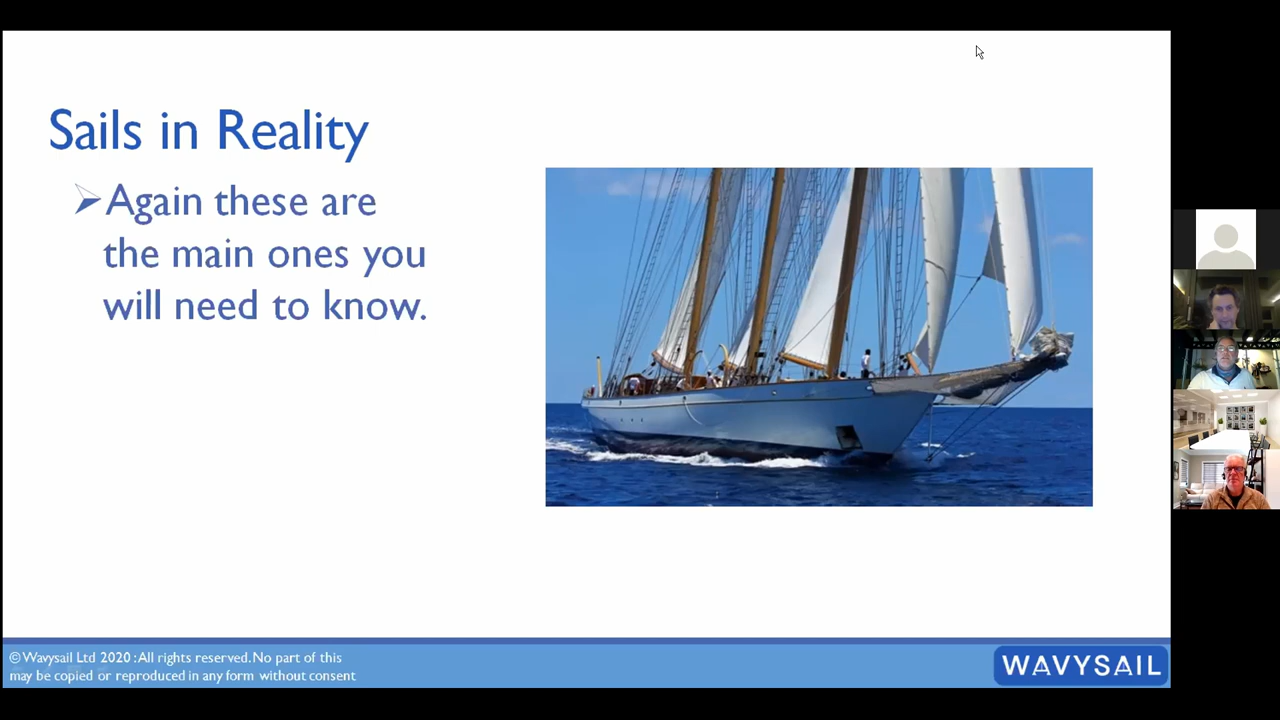 Sails in Reality
Again these are
the main ones you
will need to know.
© Wavysail Ltd 2020 : All rights reserved. No part of this
may be copied or reproduced in any form without consent
WAVYSAIL